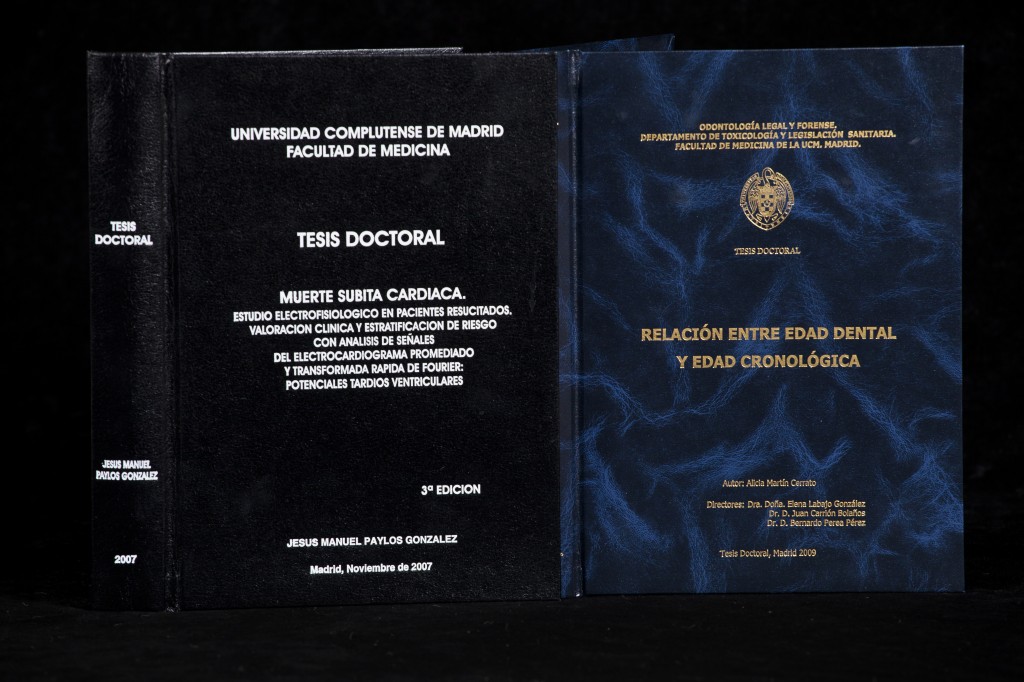 TESIS
DOCTORAL
JESUS MANUEL
PAYLOS GONZALEZ
2007
UNIVERSIDAD COMPLUTENSE DE MADRID
FACULTAD DE MEDICINA
TESIS DOCTORAL
MUERTE SUBITA CARDIACA.
ESTUDIO ELECTROFISIOLOGICO EN PACIENTES RESUCITADOS.
VALORACION CLINICA Y ESTRATIFICACION DE RIESGO
CON ANALISIS DE SEÑALES
DEL ELECTROCARDIOGRAMA PROMEDIADO
Y TRANSFORMADA RAPIDA DE FOURIER:
POTENCIALES TARDIOS VENTRICULARES
3ª EDICION
JESUS MANUEL PAYLOS GONZALEZ
Madrid, Noviembre de 2007
ODONTOLOGÍA LEGAL Y FORENSE.
DEPARTAMENTO DE TOXICOLOGÍA Y LEGISLACIÓN SANITARIA.
FACULTAD DE MEDICINA DE LA UCM. MADRID.
TESIS DOCTORAL
RELACIÓN ENTRE EDAD DENTAL
Y EDAD CRONOLÓGICA
Autor: Alicia Martín Cerrato
Directores: Dra. Doña. Elena Labajo González
Dr. D. Juan Carrión Bolaños
Dr. D. Bernardo Perea Pérez
Tesis Doctoral, Madrid 2009